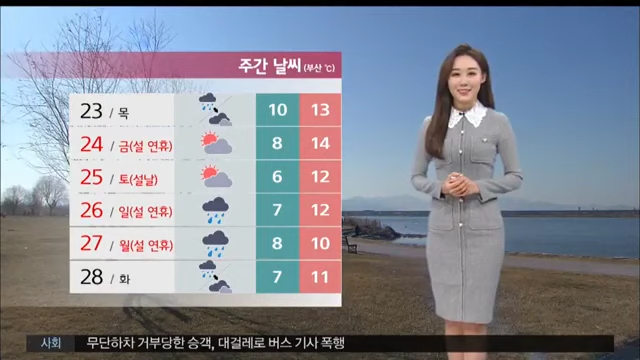 주간 날씨 (부산 ℃)
23 / 목 10 13
24 / 금(설 연휴) 8 14
25 / 토(설날) 6 12
26 / 일(설 연휴) 7 12
27 / 월(설 연휴) 8 10
28 / 화 7 11
사회 무단하차 거부당한 승객, 대걸레로 버스 기사 폭행